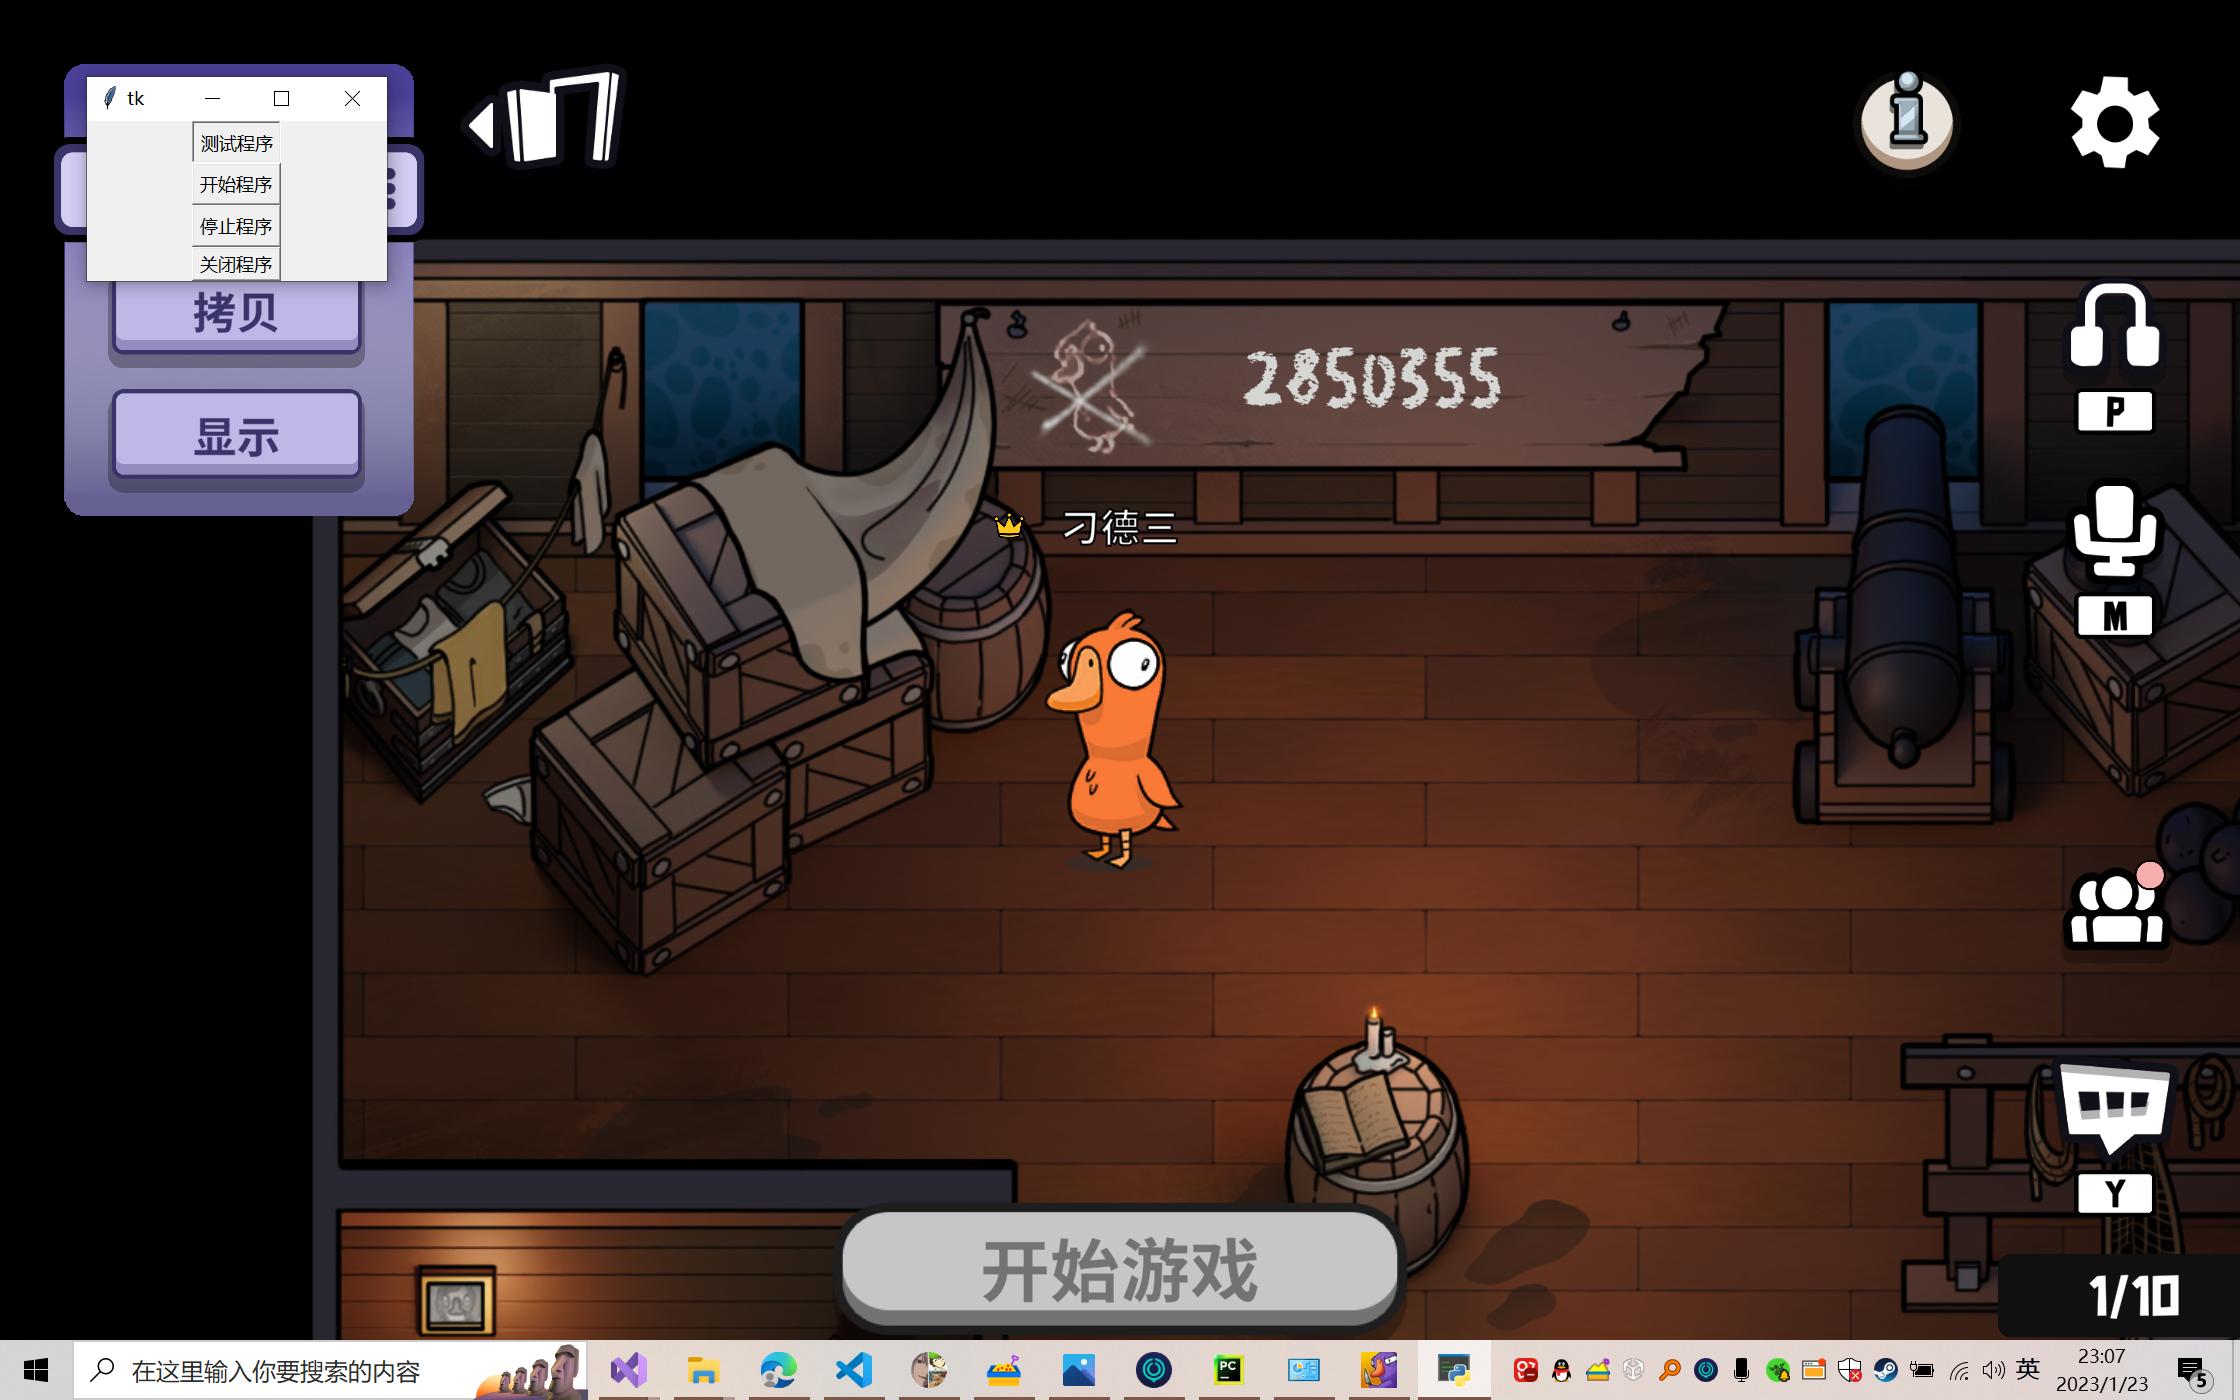 tk
测试程序
开始程序
停止程序
关闭程序
拷贝
显示
2850355
刁德三
P
M
Y
开始游戏
1/10
在这里输入你要搜索的内容
PC
英
23:07
2023/1/23
5